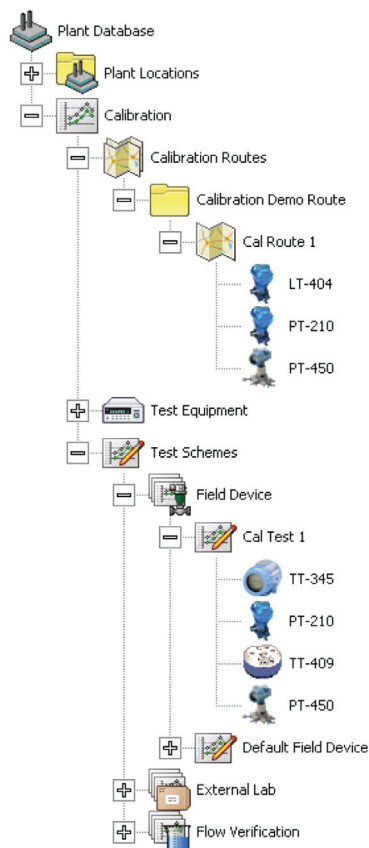 Plant Database
Plant Locations
Calibration
Calibration Routes
Calibration Demo Route
Cal Route 1
LT-404
PT-210
PT-450
Test Equipment
Test Schemes
Field Device
Cal Test 1
TT-345
PT-210
TT-409
PT-450
Default Field Device
External Lab
Flow Verification